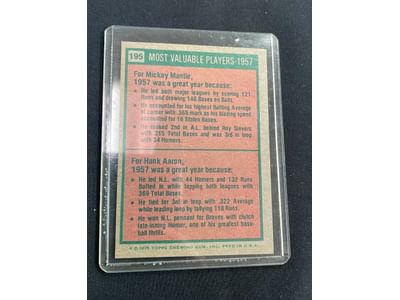 195 MOST VALUABLE PLAYERS-1957
For Mickey Mantle,
1957 was a great year because:
• He led both major leagues by scoring 121
Runs and drawing 146 Bases on Balls.
• He accounted for his highest Batting Average
of career with .365 mark as his blazing speed
accounted for 16 Stolen Bases.
• He ranked 2nd in A.L. behind Roy Sievers
with 315 Total Bases and was 3rd in loop
with 34 Homers.
For Hank Aaron,
1957 was a great year because:
• He led N.L. with 44 Homers and 132 Runs
Batted In while topping both leagues with
369 Total Bases.
• He tied for 3rd in loop with .322 Average
while leading loop by tallying 118 Runs.
• He won N.L. pennant for Braves with clutch
late-inning Homer, one of his greatest base-
ball thrills.
© 1975 TOPPS CHEWING GUM, INC. PRTD IN U.S.A.